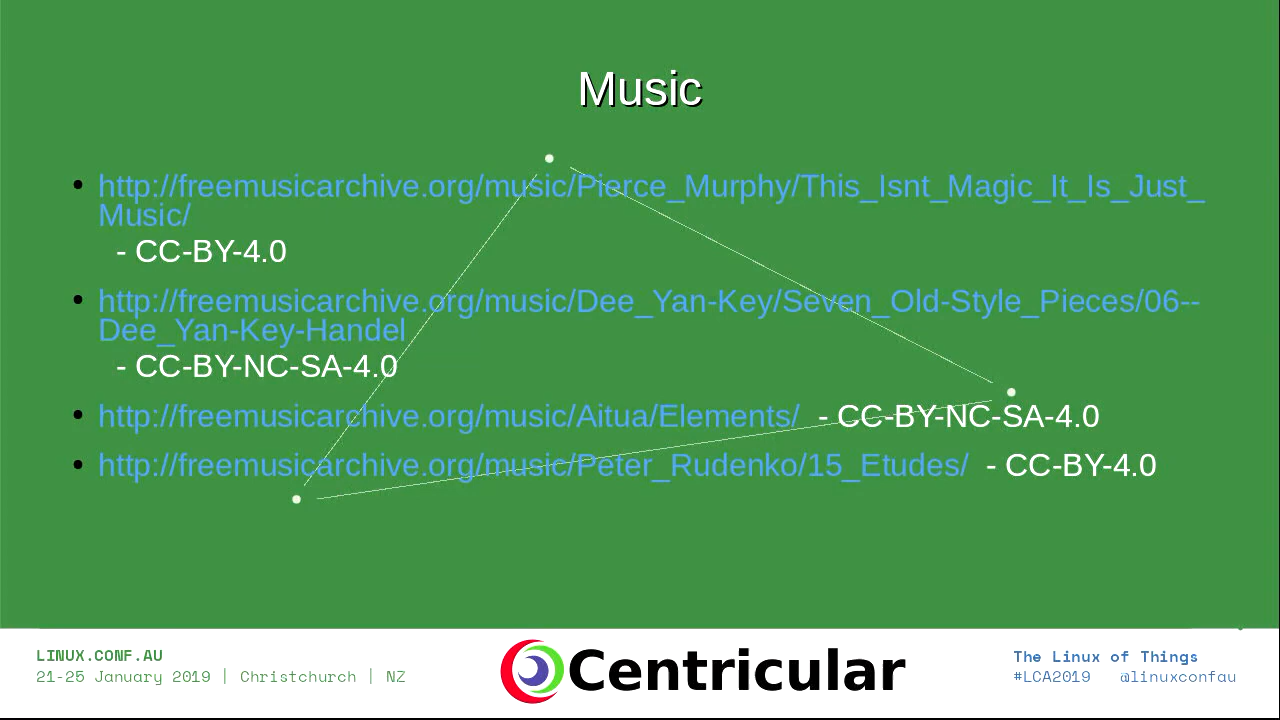 Music
http://freemusicarchive.org/music/Pierce_Murphy/This_Isnt_Magic_It_Is_Just_
Music/
- CC-BY-4.0
http://freemusicarchive.org/music/Dee_Yan-Key/Seven_Old-Style_Pieces/06--
Dee_Yan-Key-Handel
- CC-BY-NC-SA-4.0
http://freemusicarchive.org/music/Aitua/Elements/ - CC-BY-NC-SA-4.0
http://freemusicarchive.org/music/Peter_Rudenko/15_Etudes/ - CC-BY-4.0
LINUX.CONF.AU
21-25 January 2019 | Christchurch | NZ
Centricular
The Linux of Things
#LCA2019 @linuxconfau